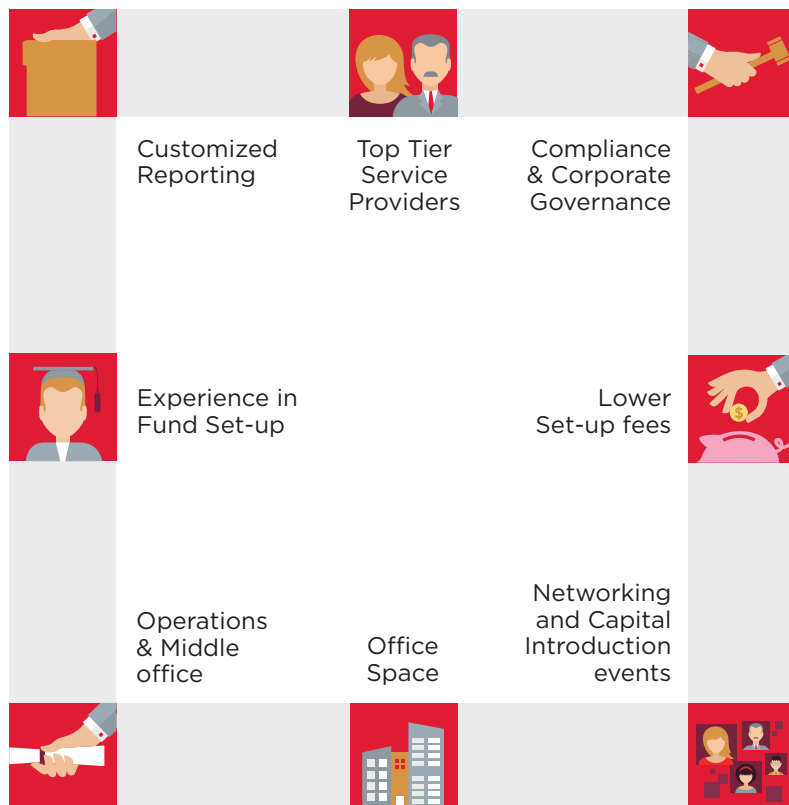 Customized
Reporting
Top Tier
Service
Providers
Compliance
& Corporate
Governance
Experience in
Fund Set-up
Lower
Set-up fees
$
Operations
& Middle
office
Office
Space
Networking
and Capital
Introduction
events